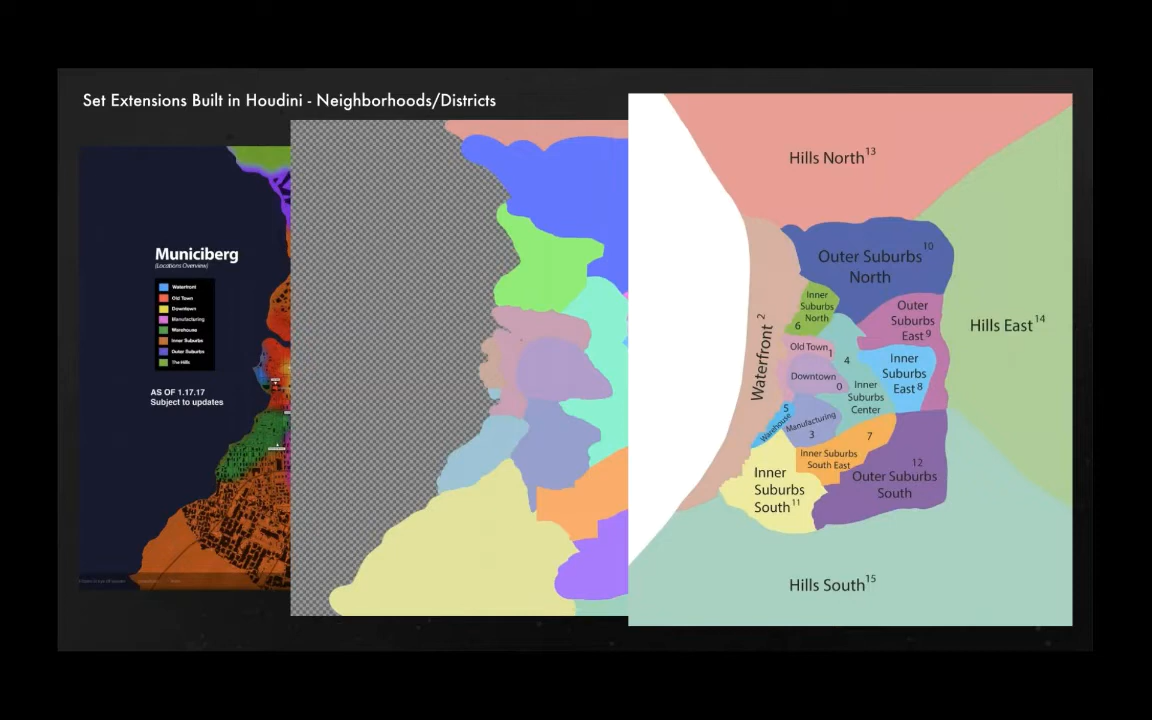 Set Extensions Built in Houdini - Neighborhoods/Districts
Municiberg
(Locations Overview)
Waterfront
Old Town
Downtown
Manufacturing
Warehouse
Inner Suburbs
Outer Suburbs
The Hills
AS OF 1.17.17
Subject to updates
Hills North 13
Outer Suburbs 10
North
Inner
Suburbs
North
6
Outer
Suburbs
East 9
Hills East 14
Waterfront 2
Old Town 1
4
Inner
Suburbs
East 8
Downtown
0
Inner
Suburbs
Center
5
Warehouse
Manufacturing
3
7
Inner Suburbs
South East
12
Outer Suburbs
South
Inner
Suburbs
South 11
Hills South 15